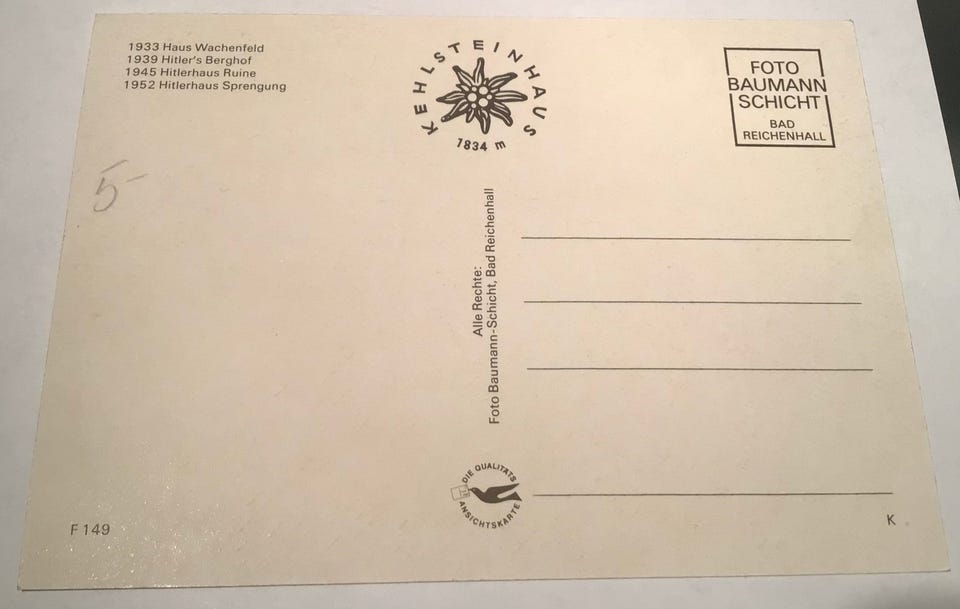 1933 Haus Wachenfeld
1939 Hitler's Berghof
1945 Hitlerhaus Ruine
1952 Hitlerhaus Sprengung
KEHLSTEINHAUS
1834 m
FOTO
BAUMANN
SCHICHT
BAD
REICHENHALL
5-
Alle Rechte:
Foto Baumann-Schicht, Bad Reichenhall
DIE QUALITÄTS
ANSICHTSKARTE
F 149
K